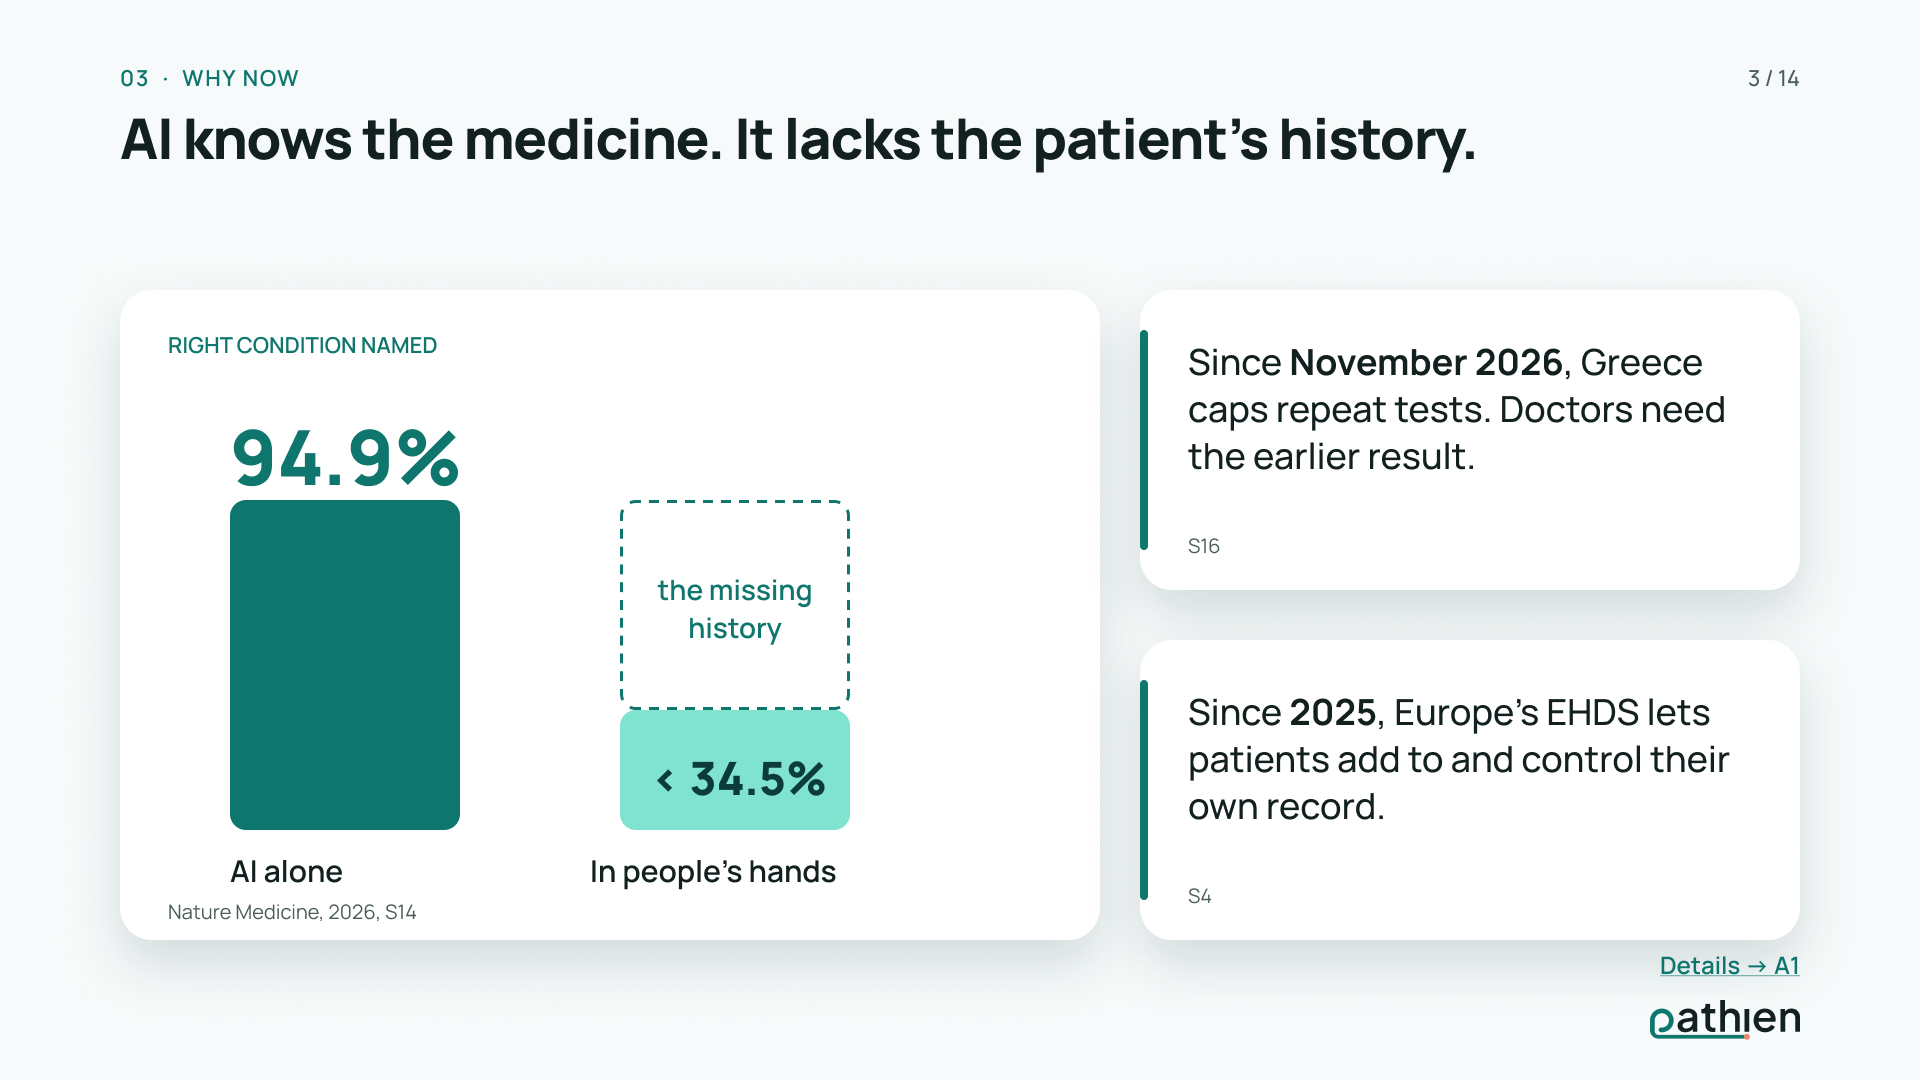 03 · WHY NOW
3 / 14
AI knows the medicine. It lacks the patient’s history.
RIGHT CONDITION NAMED
94.9%
the missing
history
< 34.5%
AI alone
In people’s hands
Nature Medicine, 2026, S14
Since November 2026, Greece
caps repeat tests. Doctors need
the earlier result.
S16
Since 2025, Europe’s EHDS lets
patients add to and control their
own record.
S4
Details → A1
pathien